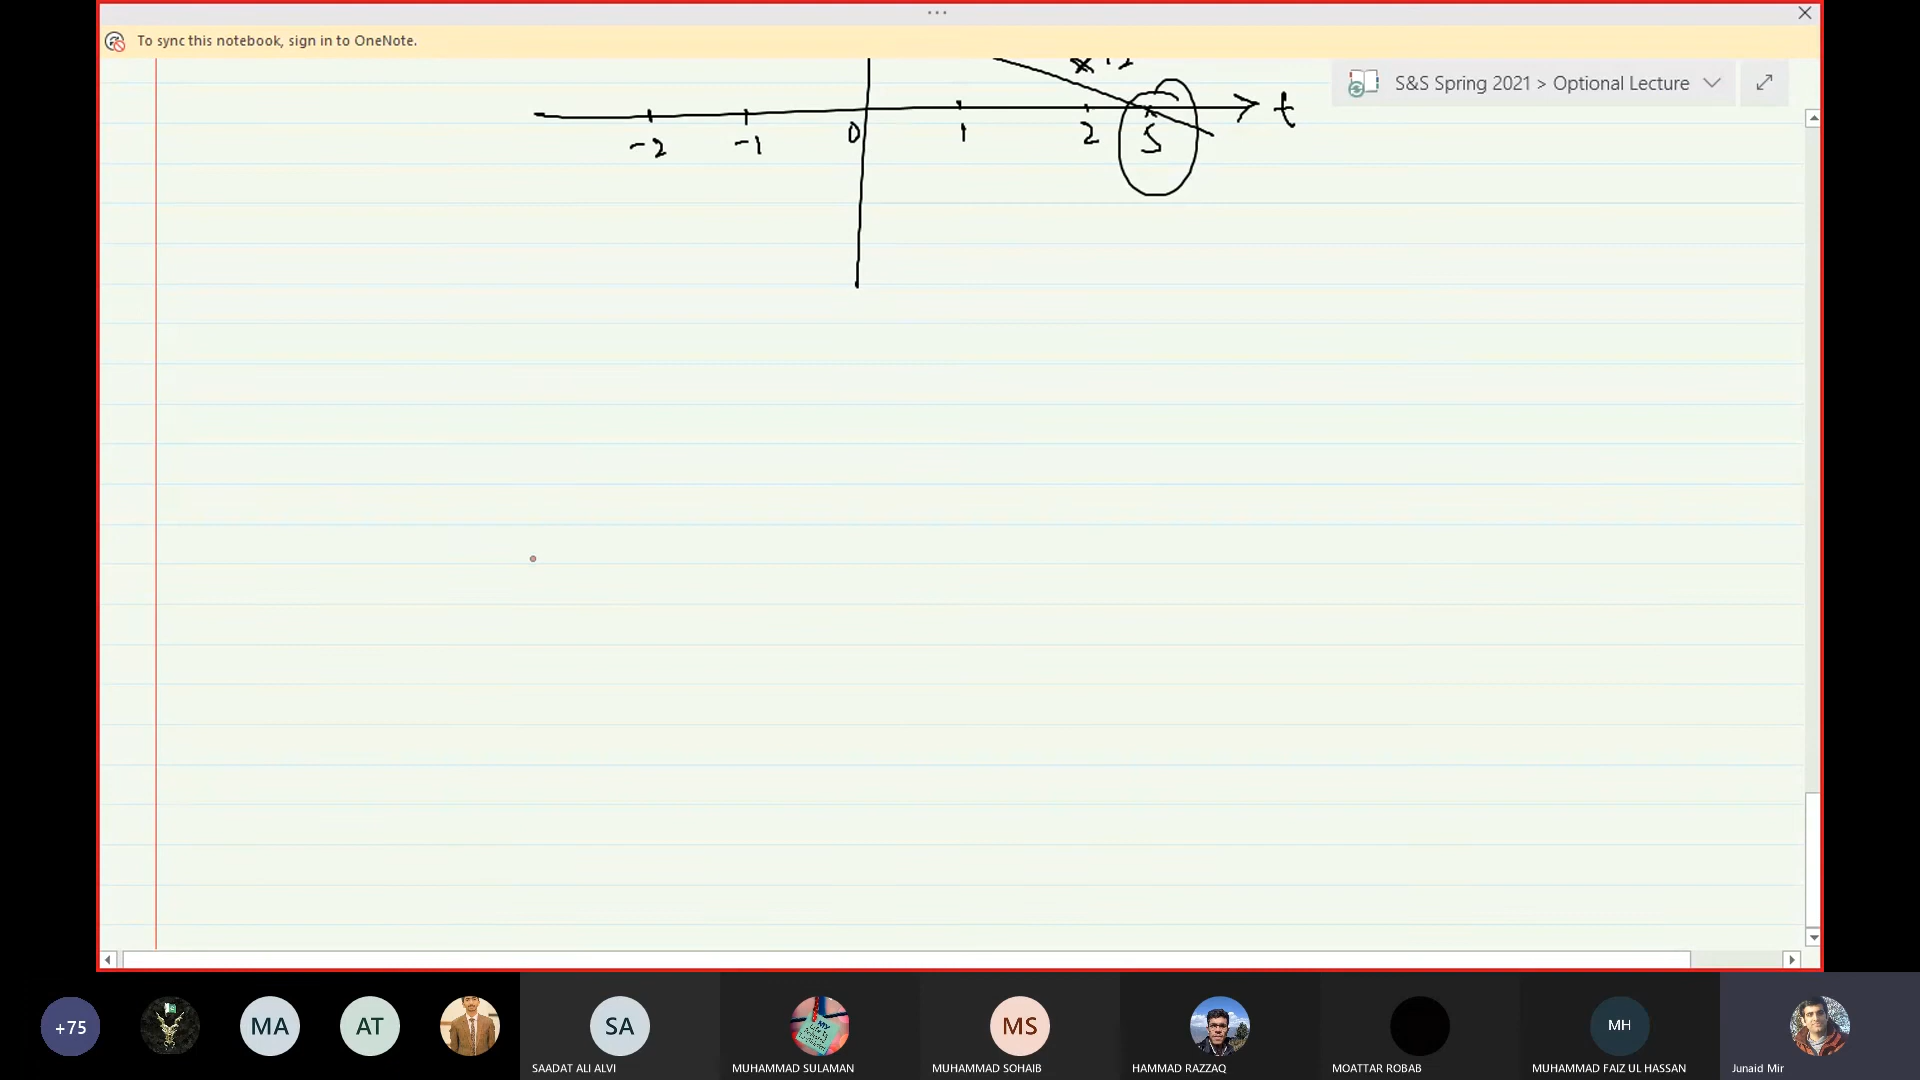 To sync this notebook, sign in to OneNote.
S&S Spring 2021 > Optional Lecture
t
-2 -1 0 1 2 5
+75
MA
AT
SA
MS
MH
SAADAT ALI ALVI
MUHAMMAD SULAMAN
MUHAMMAD SOHAIB
HAMMAD RAZZAQ
MOATTAR ROBAB
MUHAMMAD FAIZ UL HASSAN
Junaid Mir